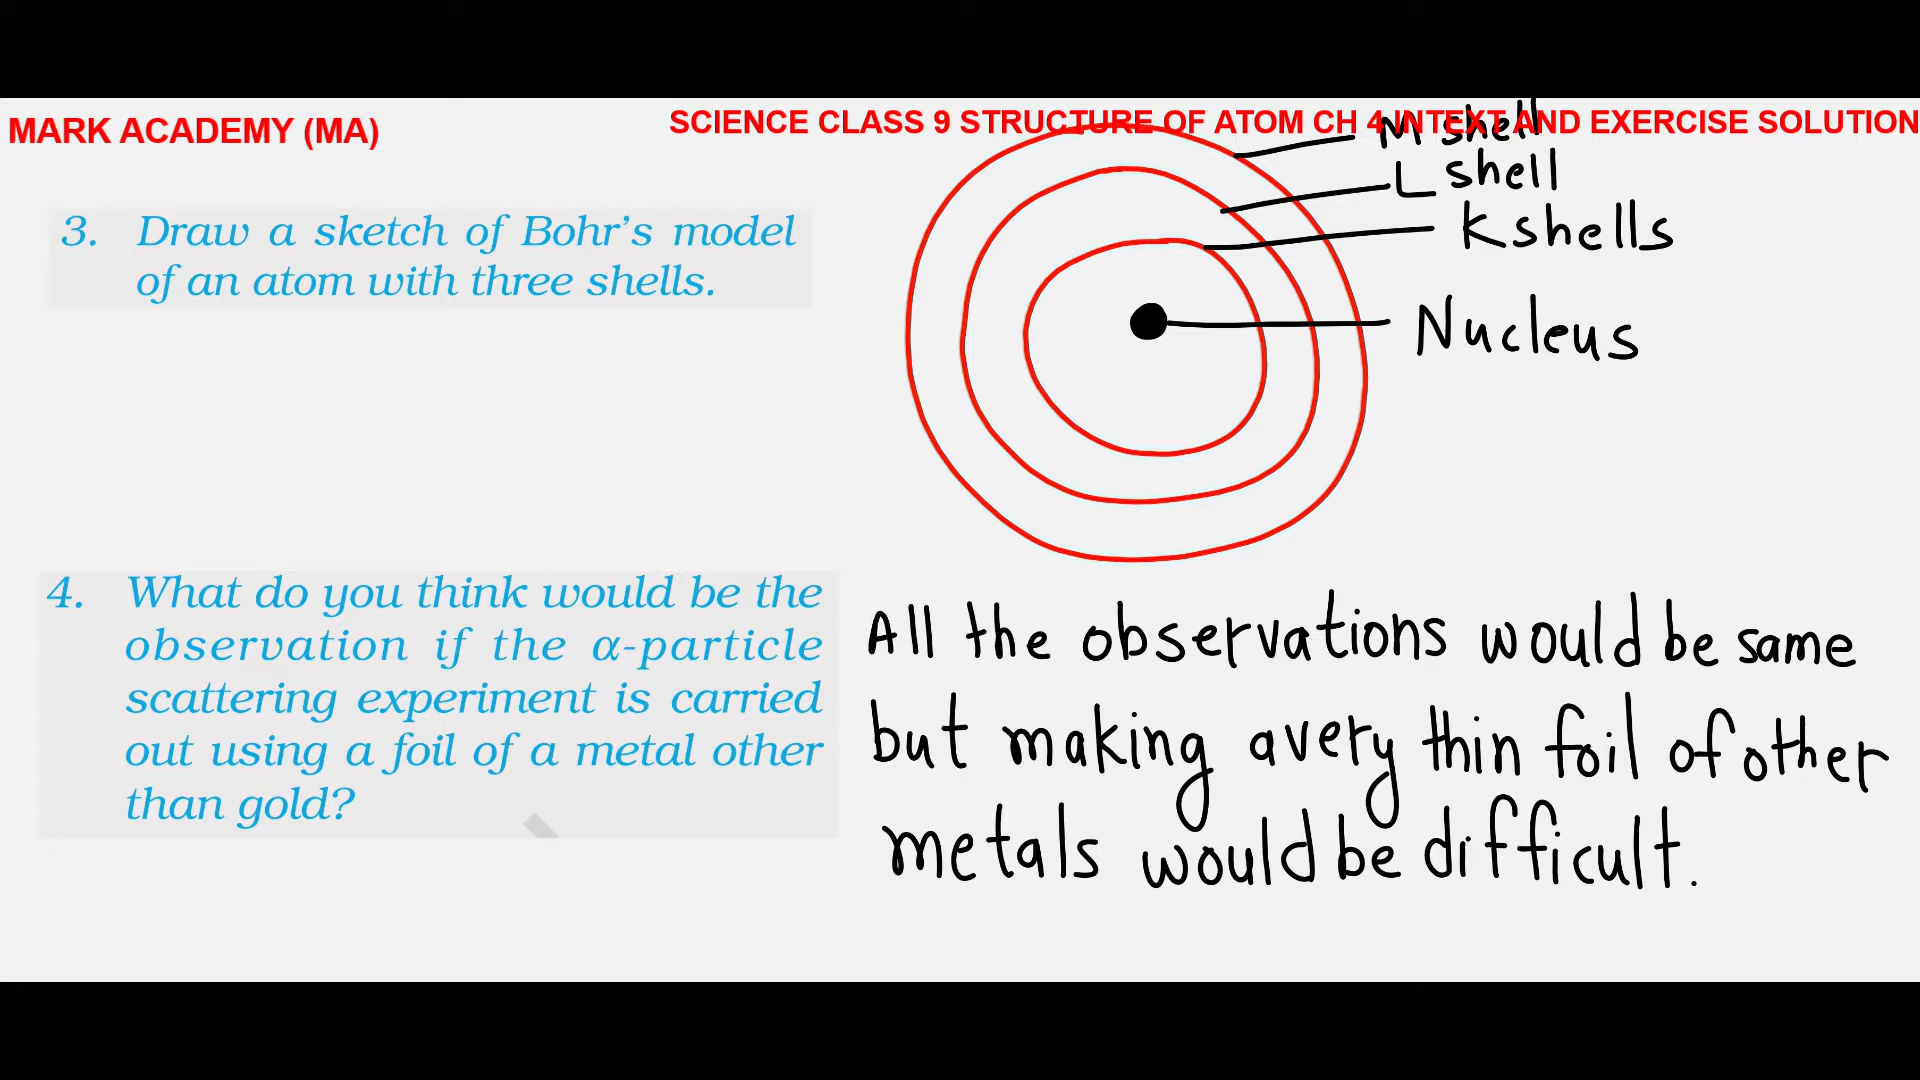 MARK ACADEMY (MA)
SCIENCE CLASS 9 STRUCTURE OF ATOM CH 4 INTEXT AND EXERCISE SOLUTION
M shell
L shell
K shells
Nucleus
3. Draw a sketch of Bohr's model
of an atom with three shells.
4. What do you think would be the
observation if the α-particle
scattering experiment is carried
out using a foil of a metal other
than gold?
All the observations would be same
but making a very thin foil of other
metals would be difficult.